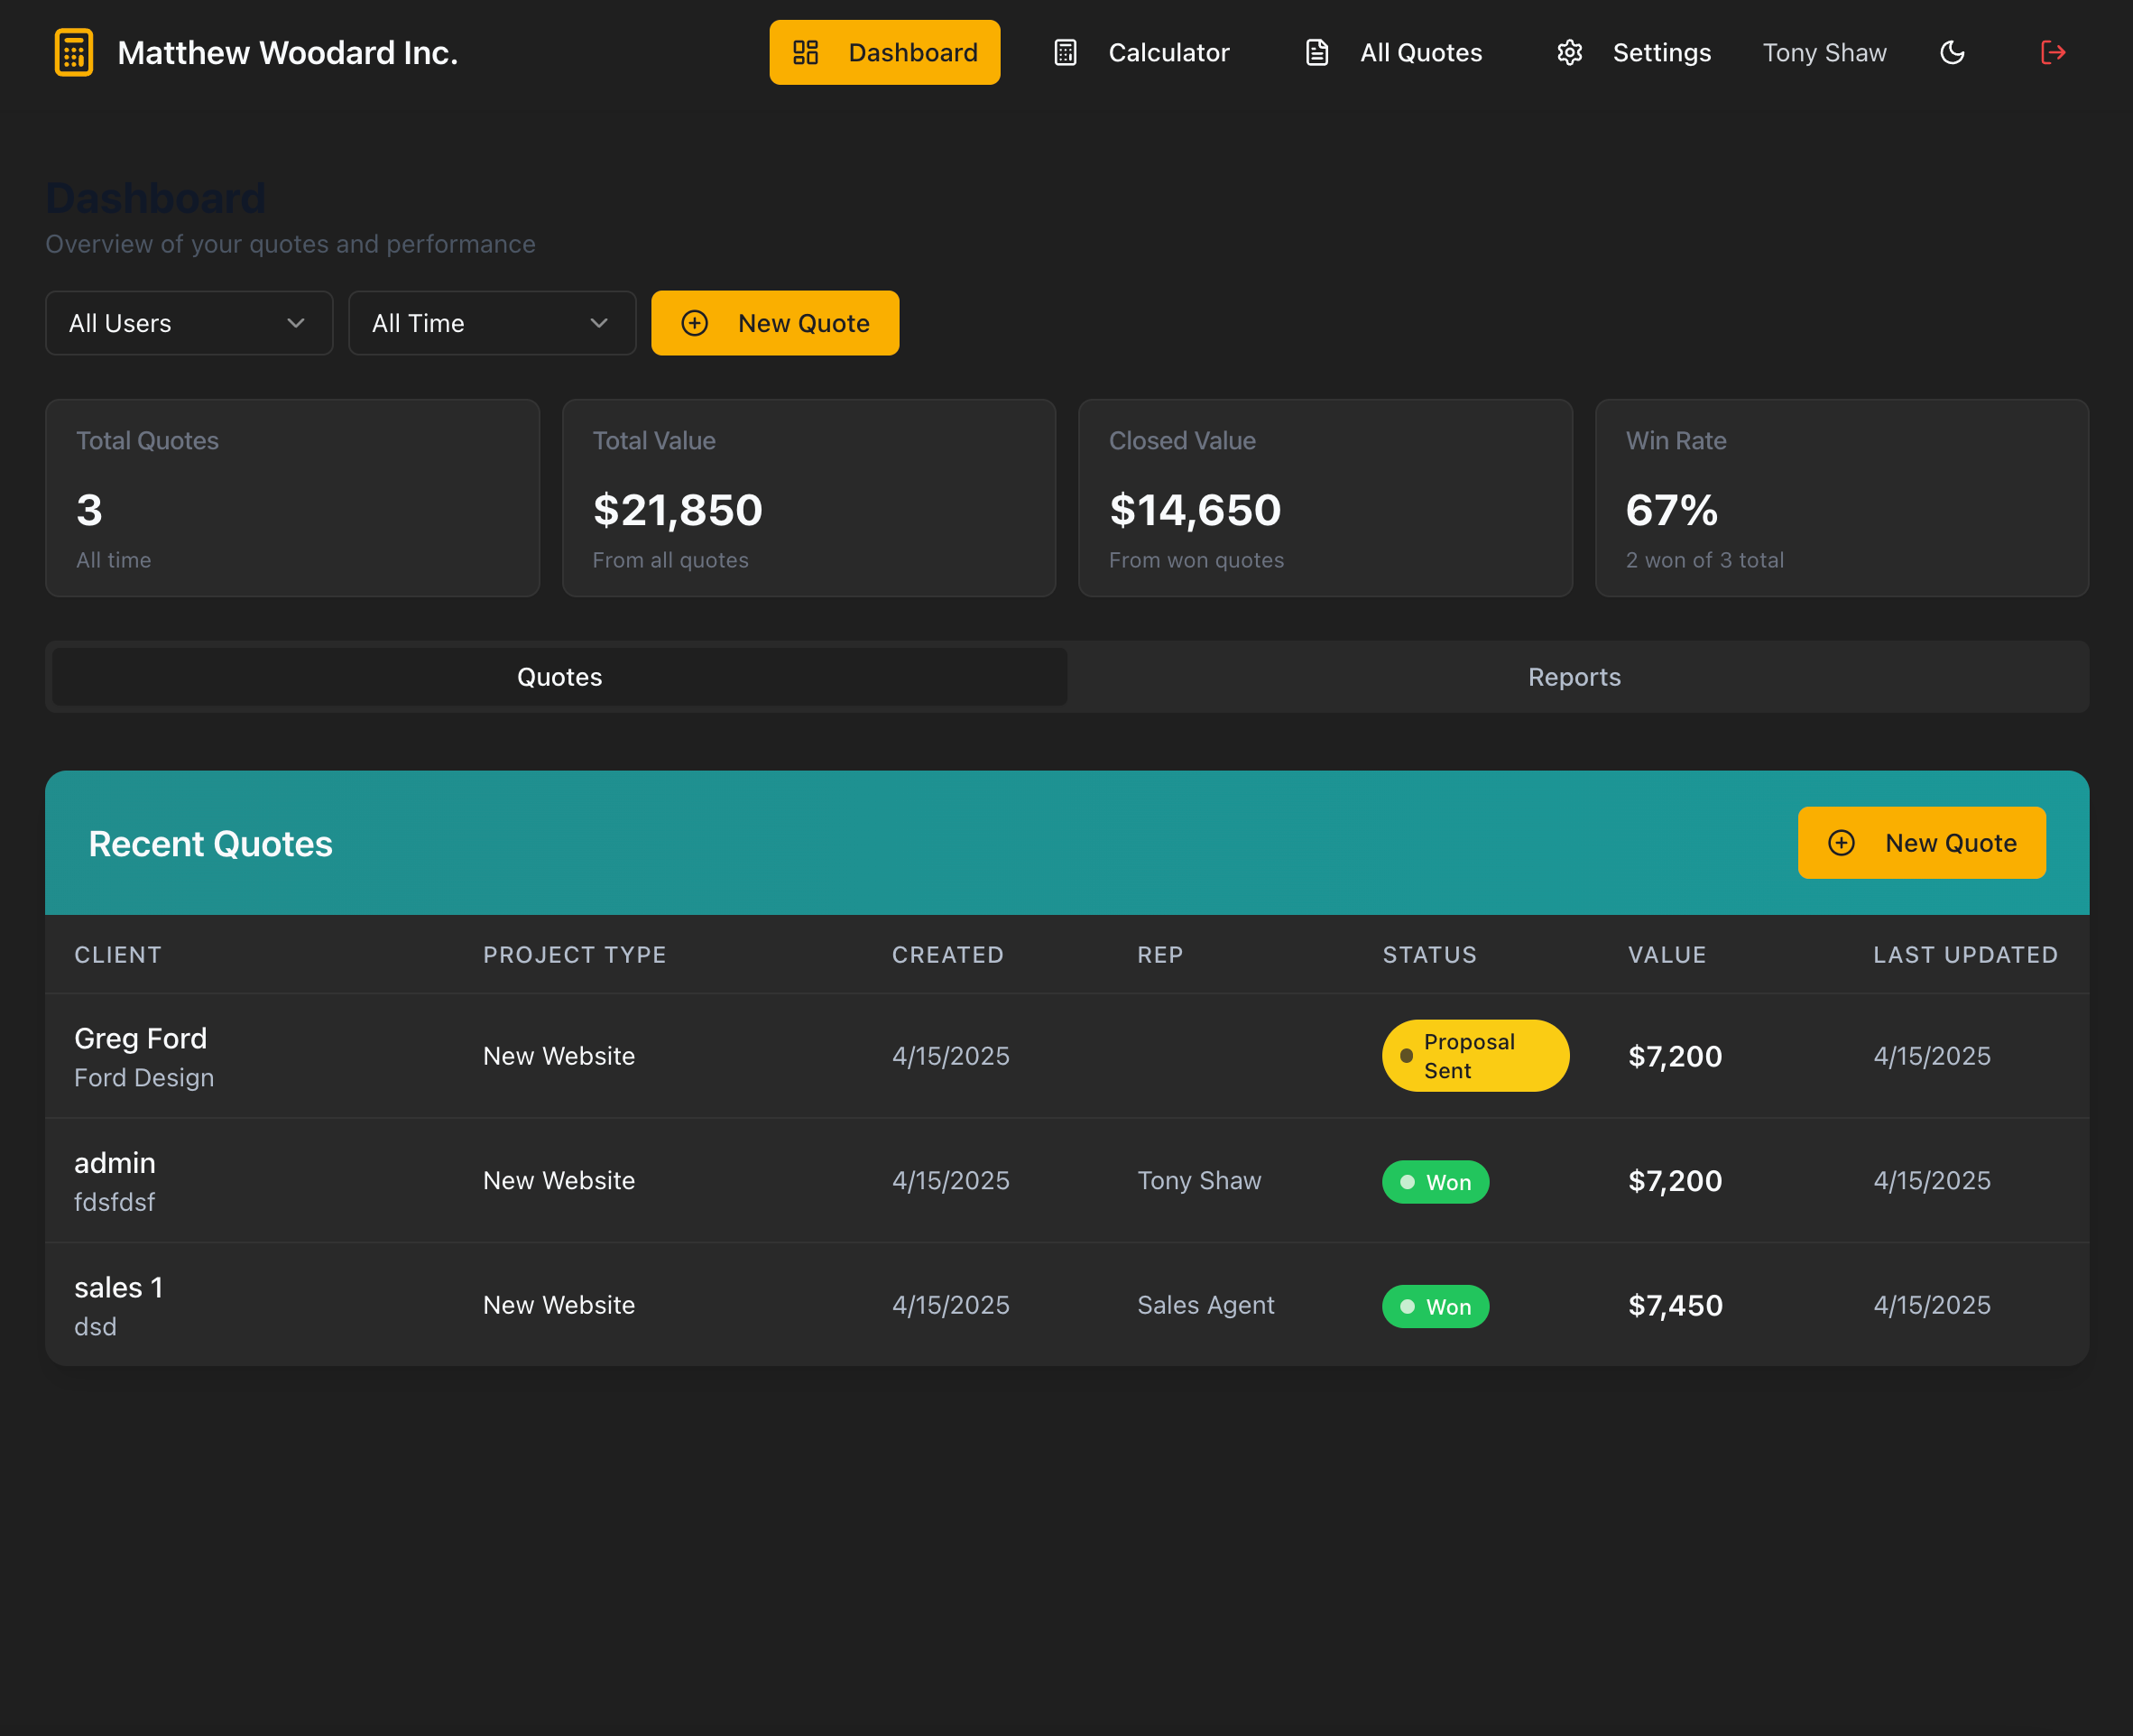 Matthew Woodard Inc.
Dashboard
Calculator
All Quotes
Settings
Tony Shaw
Dashboard
Overview of your quotes and performance
All Users
All Time
New Quote
Total Quotes
3
All time
Total Value
$21,850
From all quotes
Closed Value
$14,650
From won quotes
Win Rate
67%
2 won of 3 total
Quotes
Reports
Recent Quotes
New Quote
CLIENT PROJECT TYPE CREATED REP STATUS VALUE LAST UPDATED
Greg Ford
Ford Design
New Website
4/15/2025
Proposal
Sent
$7,200
4/15/2025
admin
fdsfdsf
New Website
4/15/2025
Tony Shaw
Won
$7,200
4/15/2025
sales 1
dsd
New Website
4/15/2025
Sales Agent
Won
$7,450
4/15/2025